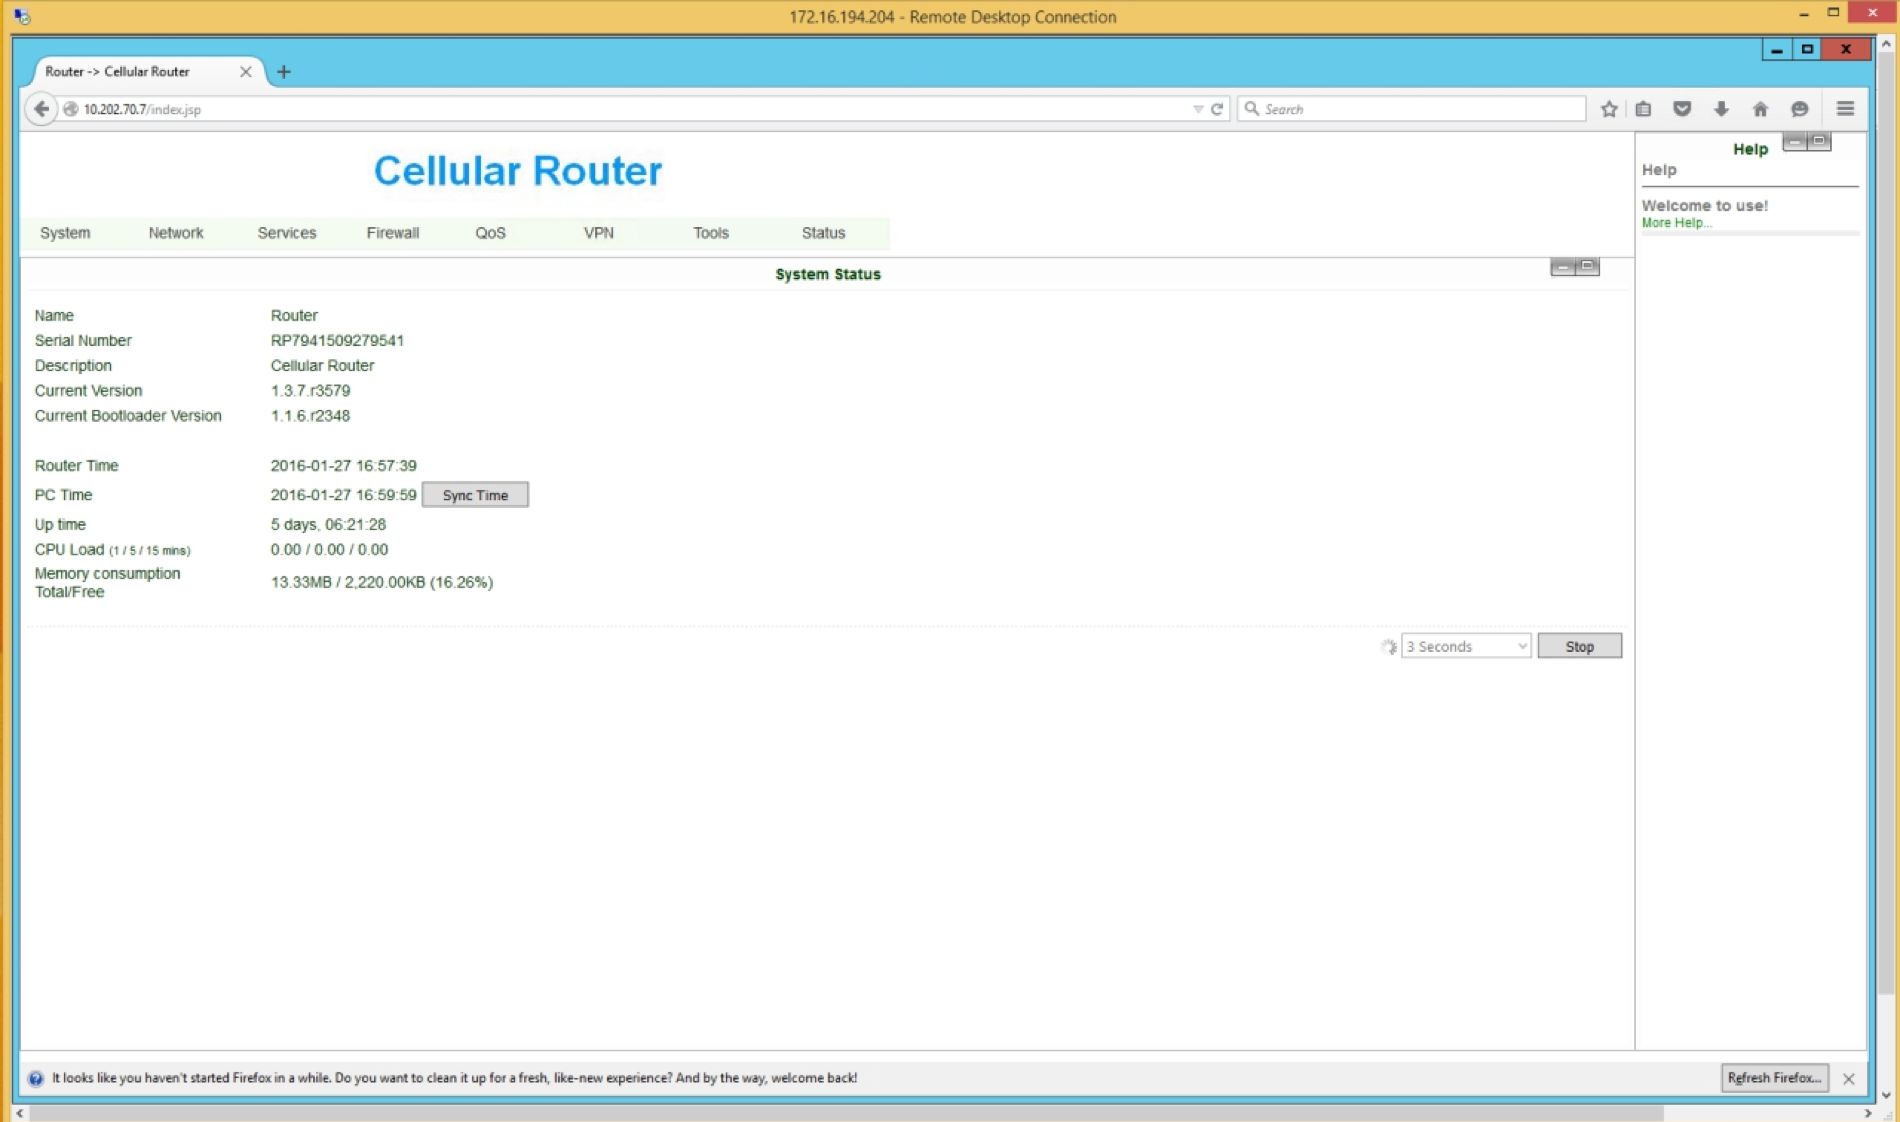 172.16.194.204 - Remote Desktop Connection
Router -> Cellular Router
10.202.70.7/index.jsp
Search
Cellular Router
System Network Services Firewall QoS VPN Tools Status
System Status
Name Router
Serial Number RP7941509279541
Description Cellular Router
Current Version 1.3.7.r3579
Current Bootloader Version 1.1.6.r2348
Router Time 2016-01-27 16:57:39
PC Time 2016-01-27 16:59:59 Sync Time
Up time 5 days, 06:21:28
CPU Load (1 / 5 / 15 mins) 0.00 / 0.00 / 0.00
Memory consumption
Total/Free 13.33MB / 2,220.00KB (16.26%)
3 Seconds Stop
Help
Help
Welcome to use!
More Help...
It looks like you haven't started Firefox in a while. Do you want to clean it up for a fresh, like-new experience? And by the way, welcome back! Refresh Firefox...